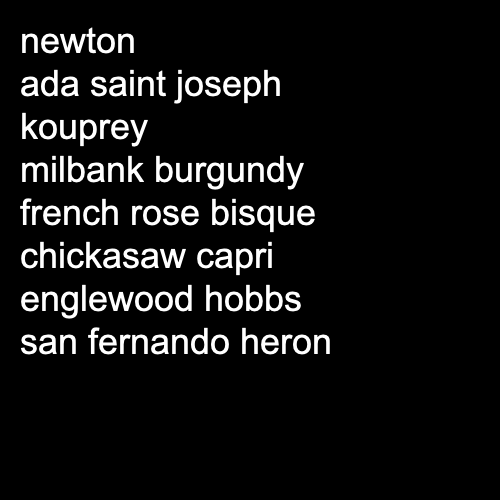 newton
ada saint joseph
kouprey
milbank burgundy
french rose bisque
chickasaw capri
englewood hobbs
san fernando heron